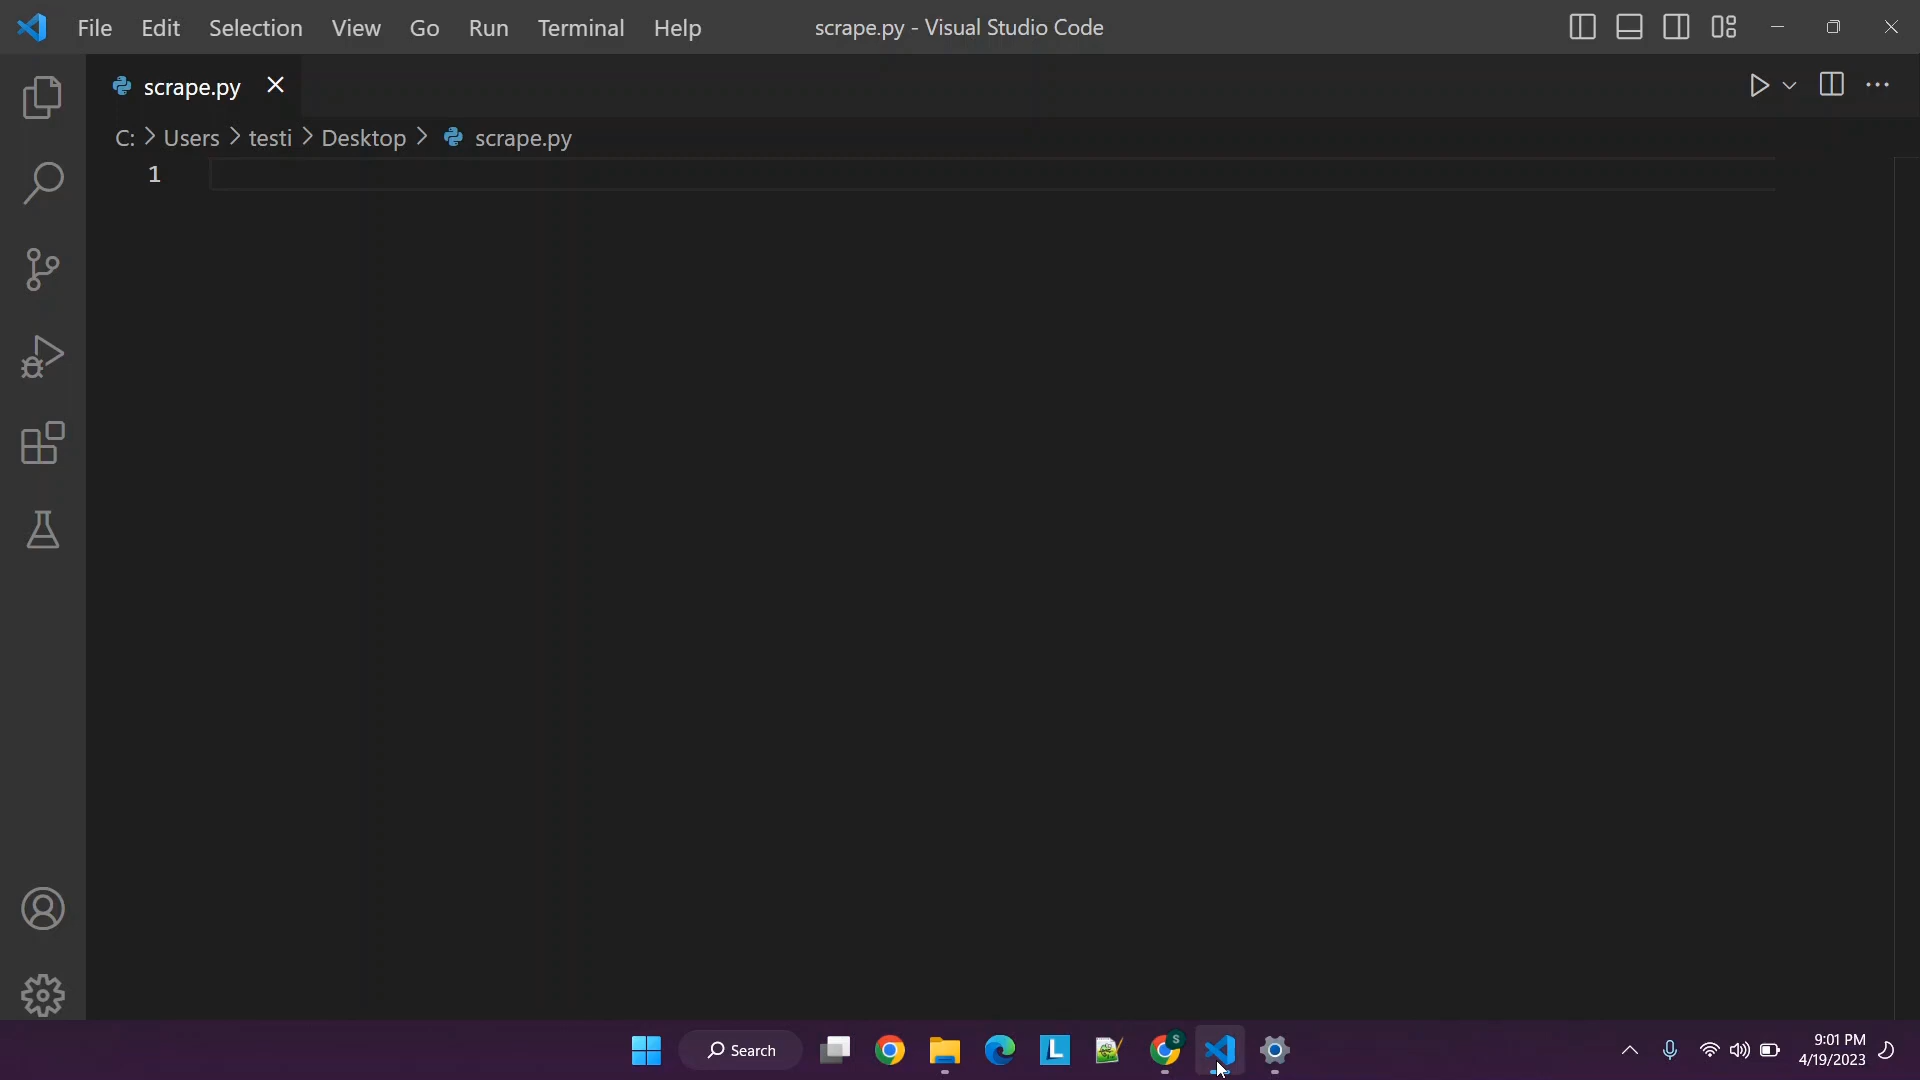 File Edit Selection View Go Run Terminal Help scrape.py - Visual Studio Code
scrape.py
C: > Users > testi > Desktop > scrape.py
1
Search
L
S
9:01 PM
4/19/2023